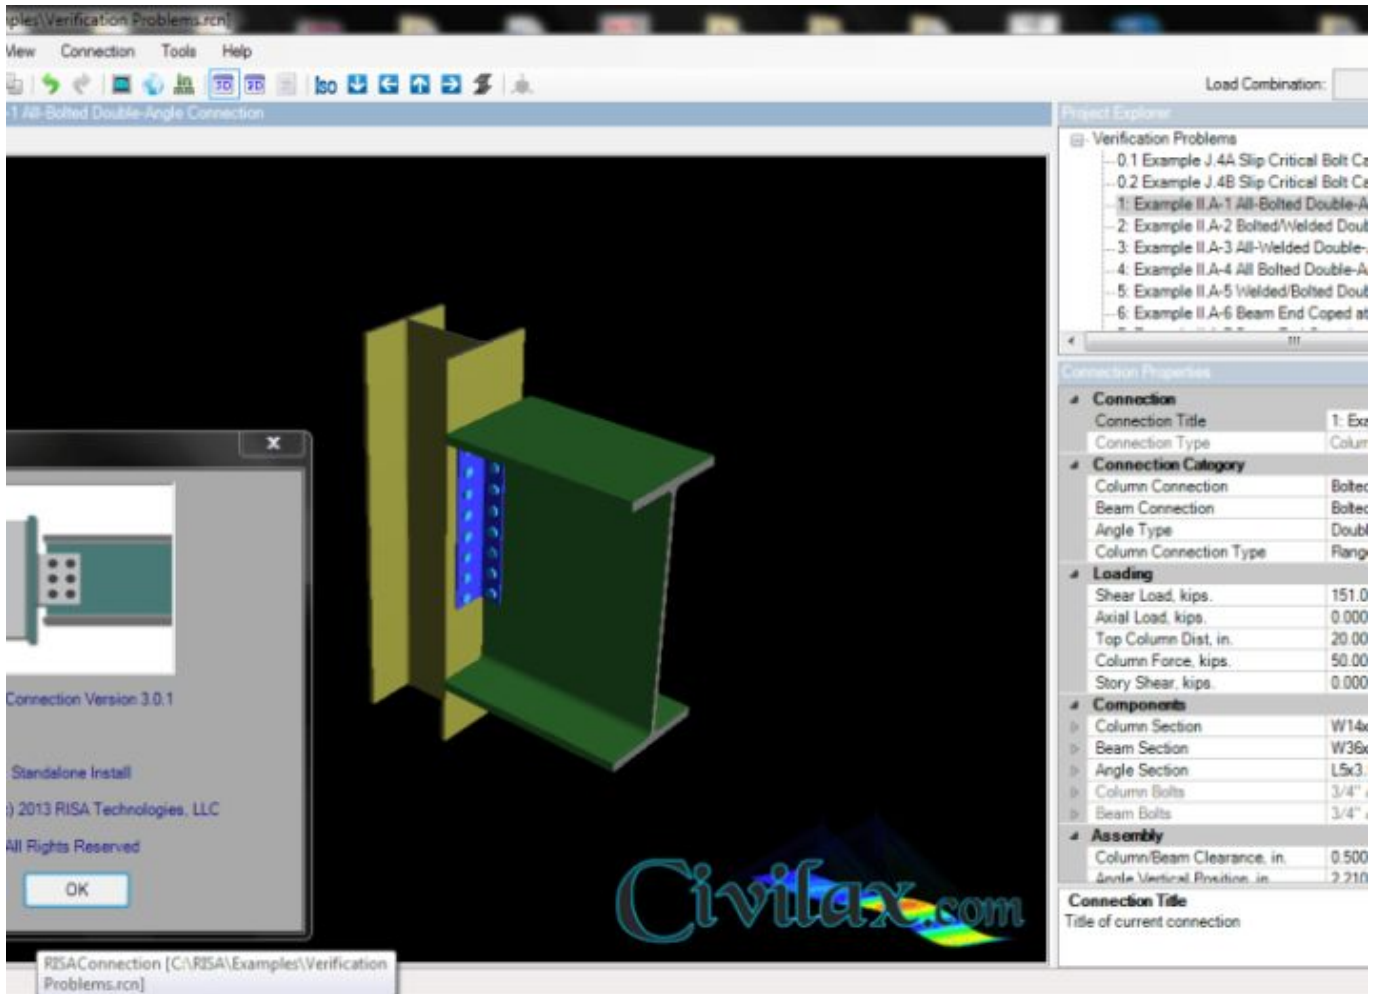 ples\Verification Problems.rcn]
View Connection Tools Help
3D 2D Iso Load Combination:
-1 All-Bolted Double-Angle Connection
Project Explorer
Verification Problems
0.1 Example J.4A Slip Critical Bolt Ca
0.2 Example J.4B Slip Critical Bolt Ca
1: Example II.A-1 All-Bolted Double-A
2: Example II.A-2 Bolted/Welded Doub
3: Example II.A-3 All-Welded Double-
4: Example II.A-4 All Bolted Double-A
5: Example II.A-5 Welded/Bolted Doub
6: Example II.A-6 Beam End Coped at
Connection Properties
Connection
Connection Title 1: Exa
Connection Type Colum
Connection Category
Column Connection Boltec
Beam Connection Boltec
Angle Type Doubl
Column Connection Type Flange
Loading
Shear Load, kips. 151.0
Axial Load, kips. 0.000
Top Column Dist, in. 20.00
Column Force, kips. 50.00
Story Shear, kips. 0.000
Components
Column Section W14x
Beam Section W36x
Angle Section L5x3.
Column Bolts 3/4"
Beam Bolts 3/4"
Assembly
Column/Beam Clearance, in. 0.500
Angle Vertical Position, in. 2.210
Connection Title
Title of current connection
Connection Version 3.0.1
Standalone Install
) 2013 RISA Technologies, LLC
All Rights Reserved
OK
Civilax.com
RISAConnection [C:\RISA\Examples\Verification
Problems.rcn]